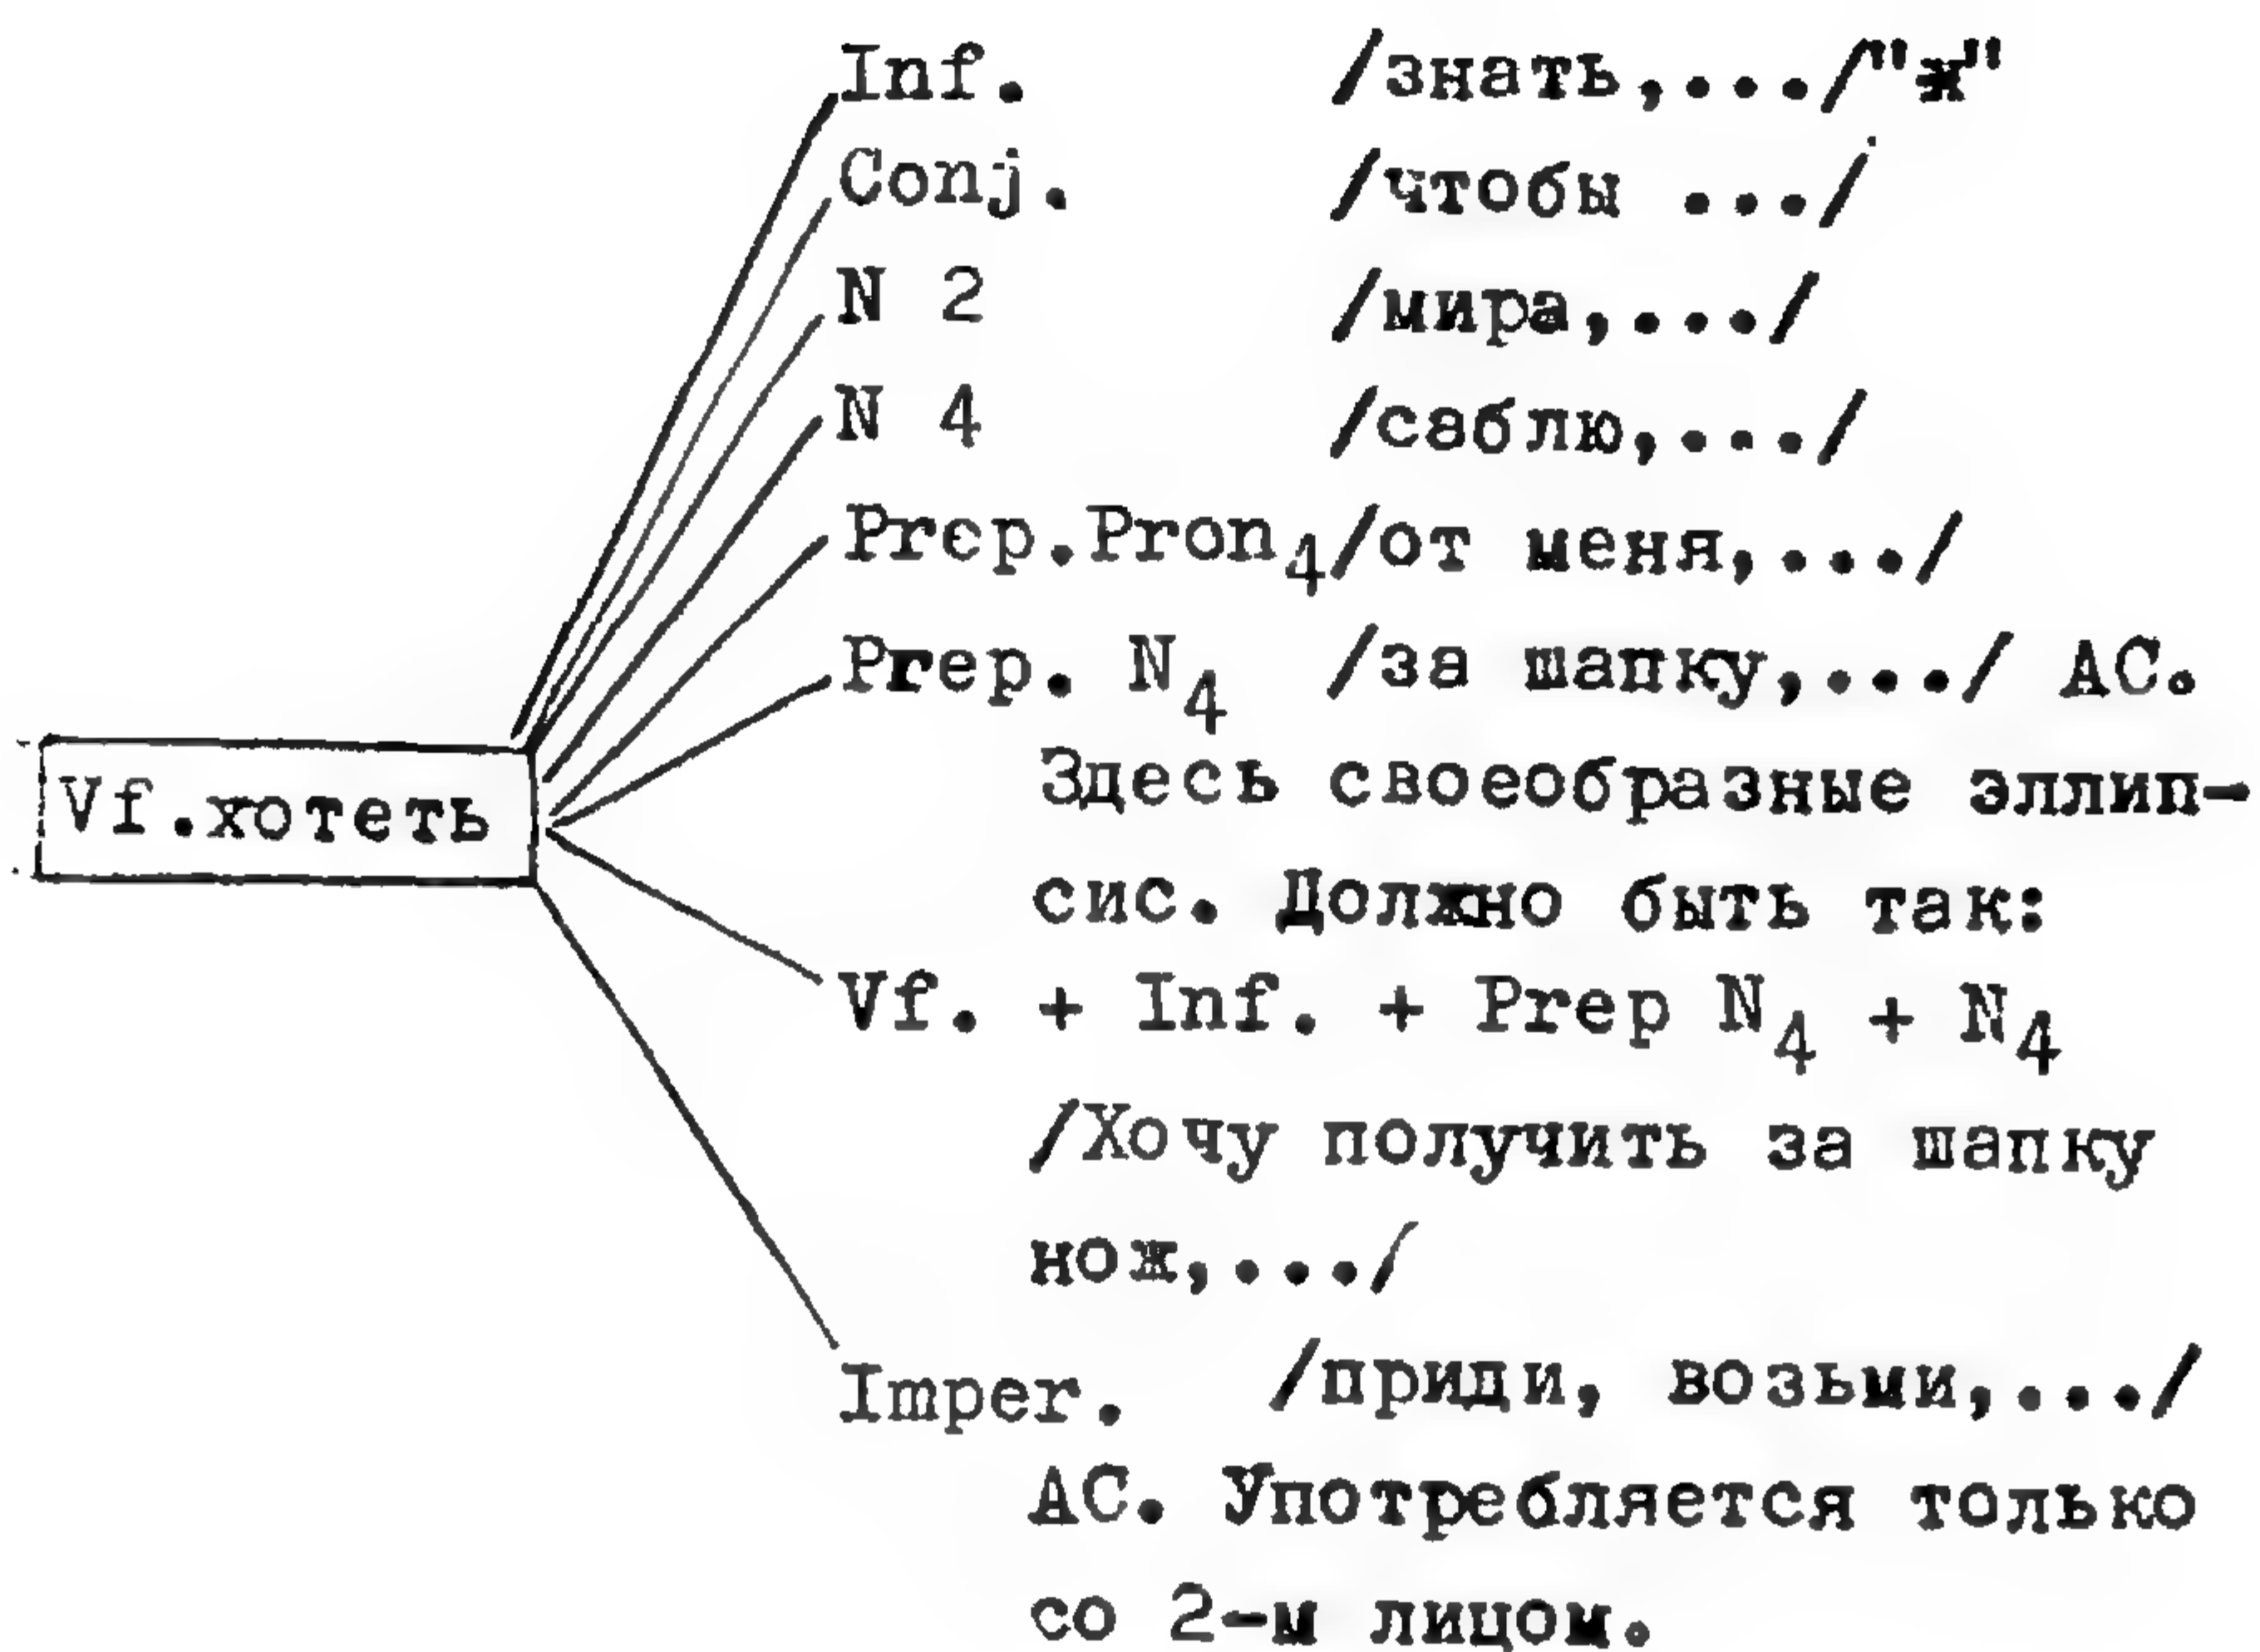 Inf. /знать,.../"ж"
Conj. /чтобы .../
N 2 /мира,.../
N 4 /саблю,.../
Prep.Pron4/от меня,.../
Prep. N4 /за шапку,.../ АС.
Vf.хотеть
Здесь своеобразные эллип-
сис. Должно быть так:
Vf. + Inf. + Prep N4 + N4
/Хочу получить за шапку
нож,.../
Imper. /приди, возьми,.../
АС. Употребляется только
со 2-м лицом.